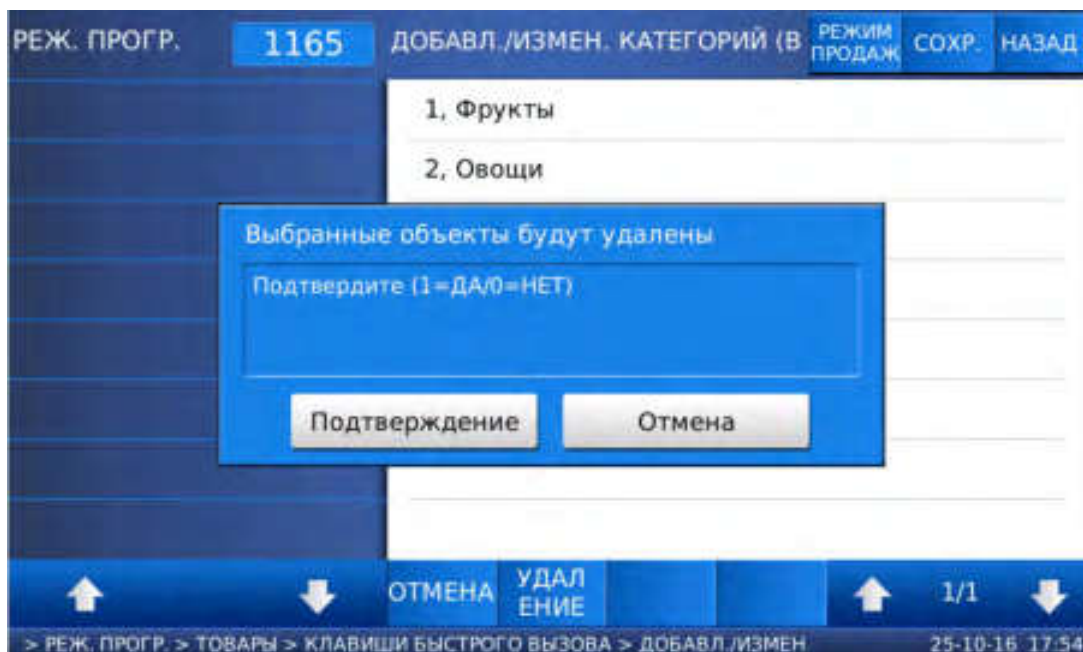 РЕЖ. ПРОГР.
1165
ДОБАВЛ./ИЗМЕН. КАТЕГОРИЙ (В
РЕЖИМ
ПРОДАЖ
СОХР.
НАЗАД
1, Фрукты
2, Овощи
Выбранные объекты будут удалены
Подтвердите (1=ДА/0=НЕТ)
Подтверждение
Отмена
ОТМЕНА
УДАЛ
ЕНИЕ
1/1
> РЕЖ. ПРОГР. > ТОВАРЫ > КЛАВИШИ БЫСТРОГО ВЫЗОВА > ДОБАВЛ./ИЗМЕН
25-10-16 17:54